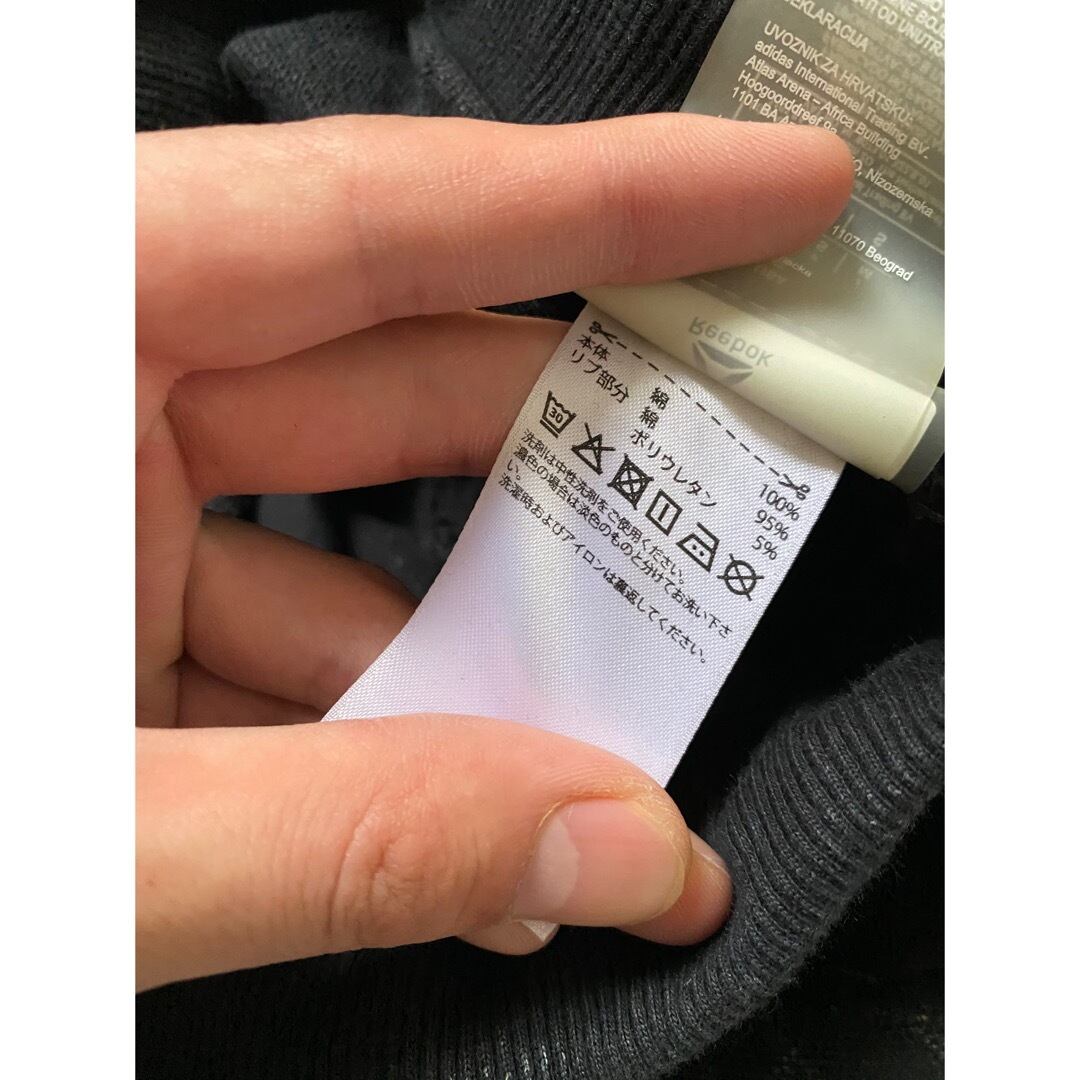 DEKLARACIJA
UVOZNIK ZA HRVATSKU:
adidas International Trading BV.
Atlas Arena – Africa Building
Hoogoorddreef 9a
1101 BA
Nizozemska
11070 Beograd
Reebok
本体 綿 100%
リブ部分 綿 95%
ポリウレタン 5%
30
洗剤は中性洗剤をご使用ください。
濃色の場合は淡色のものと分けてお洗い下さ
い。
洗濯時およびアイロンは裏返してください。